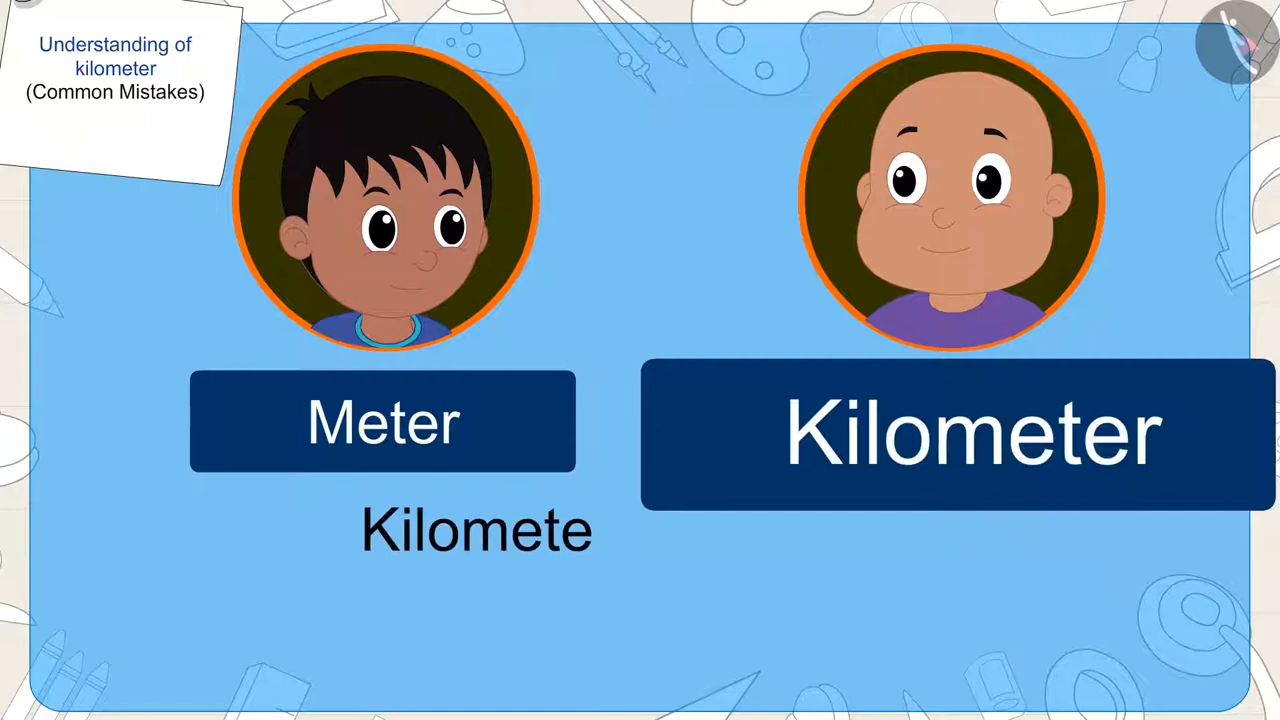 Understanding of
kilometer
(Common Mistakes)
Meter
Kilometer
Kilomete